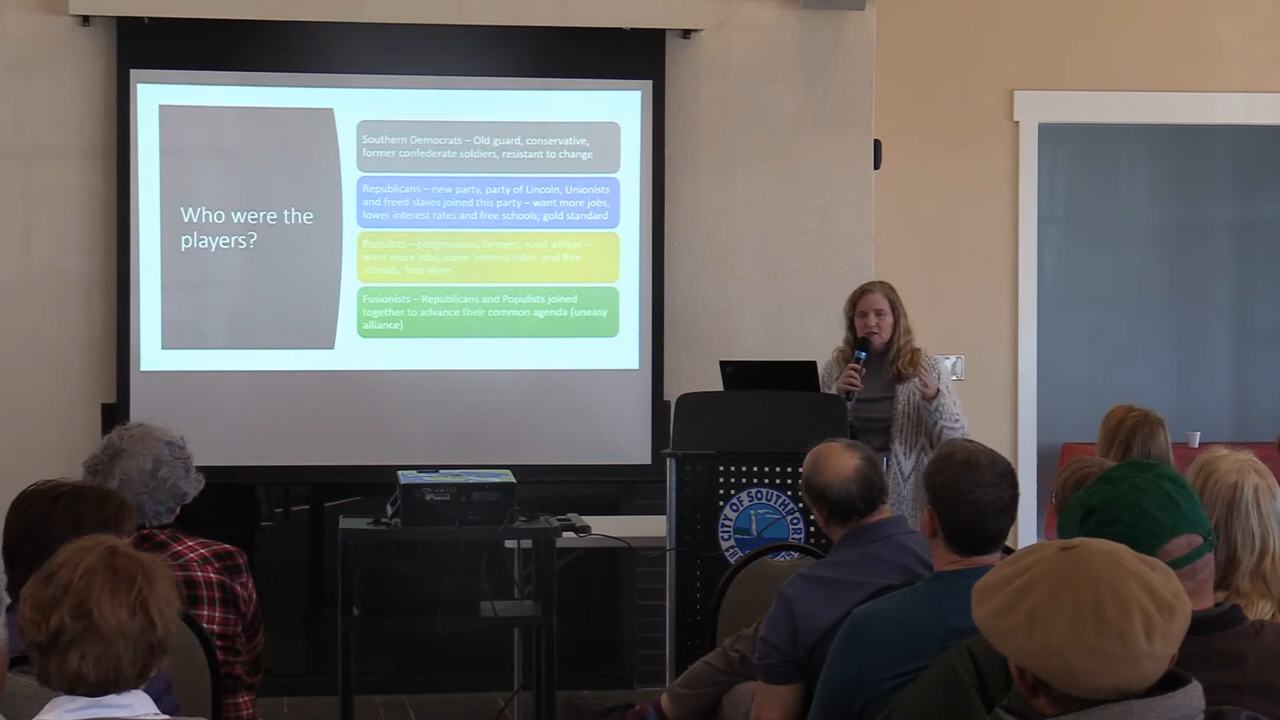 Who were the
players?
Southern Democrats – Old guard, conservative,
former confederate soldiers, resistant to change
Republicans – new party, party of Lincoln, Unionists
and freed slaves joined this party – want more jobs,
lower interest rates and free schools; gold standard
Populists – progressives, farmers, rural whites –
want more jobs, lower interest rates and free
schools; free silver
Fusionists – Republicans and Populists joined
together to advance their common agenda (uneasy
alliance)
CITY OF SOUTHPORT